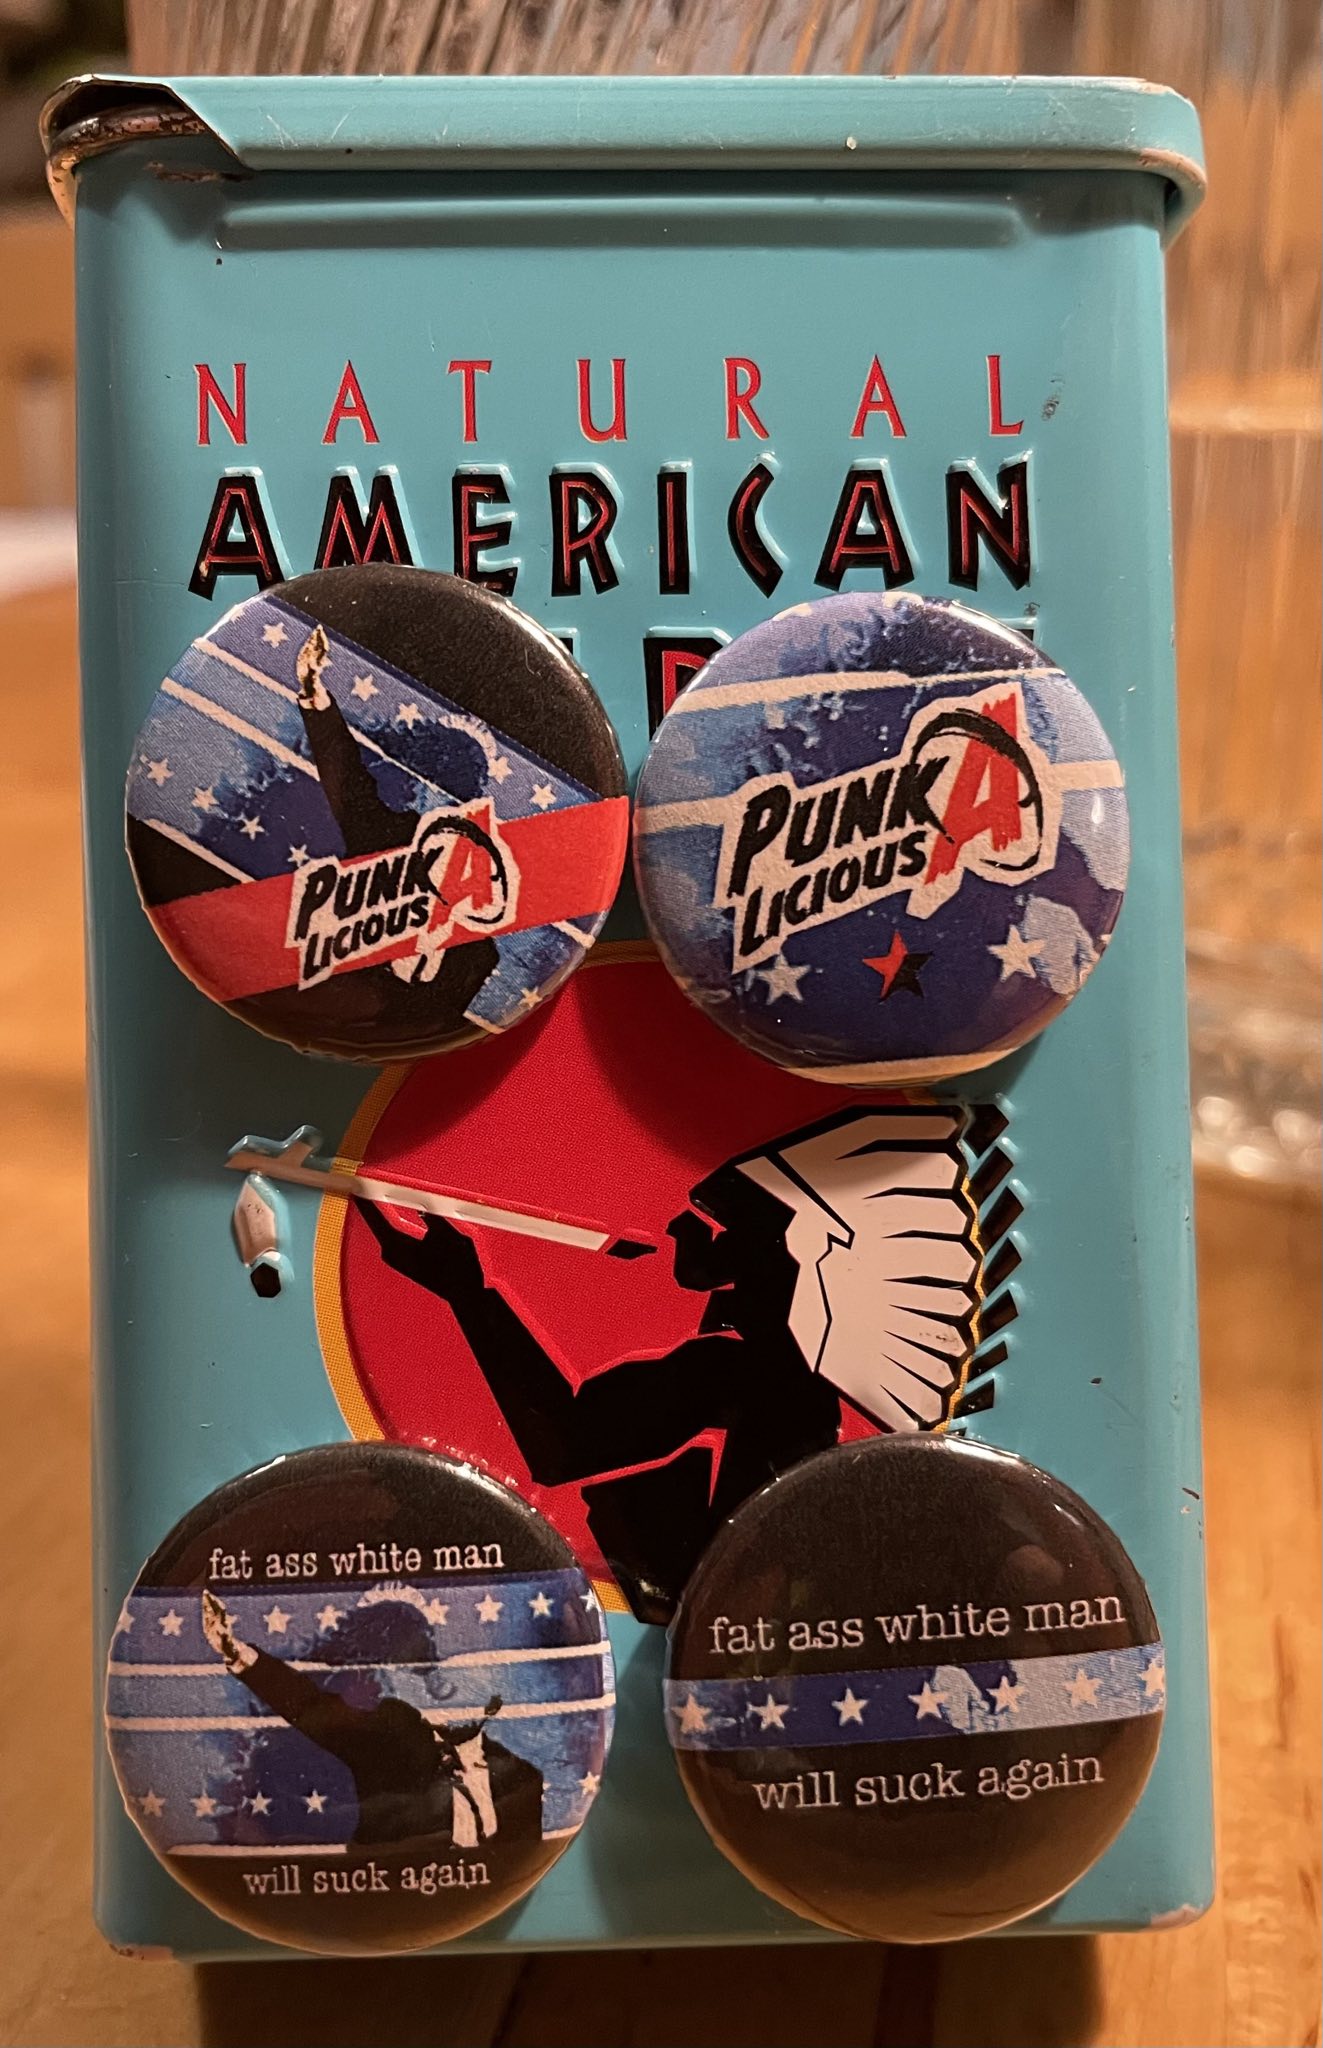 NATURAL
AMERICAN
PUNK
LICIOUS
A
PUNK
LICIOUS
A
fat ass white man
will suck again
fat ass white man
will suck again